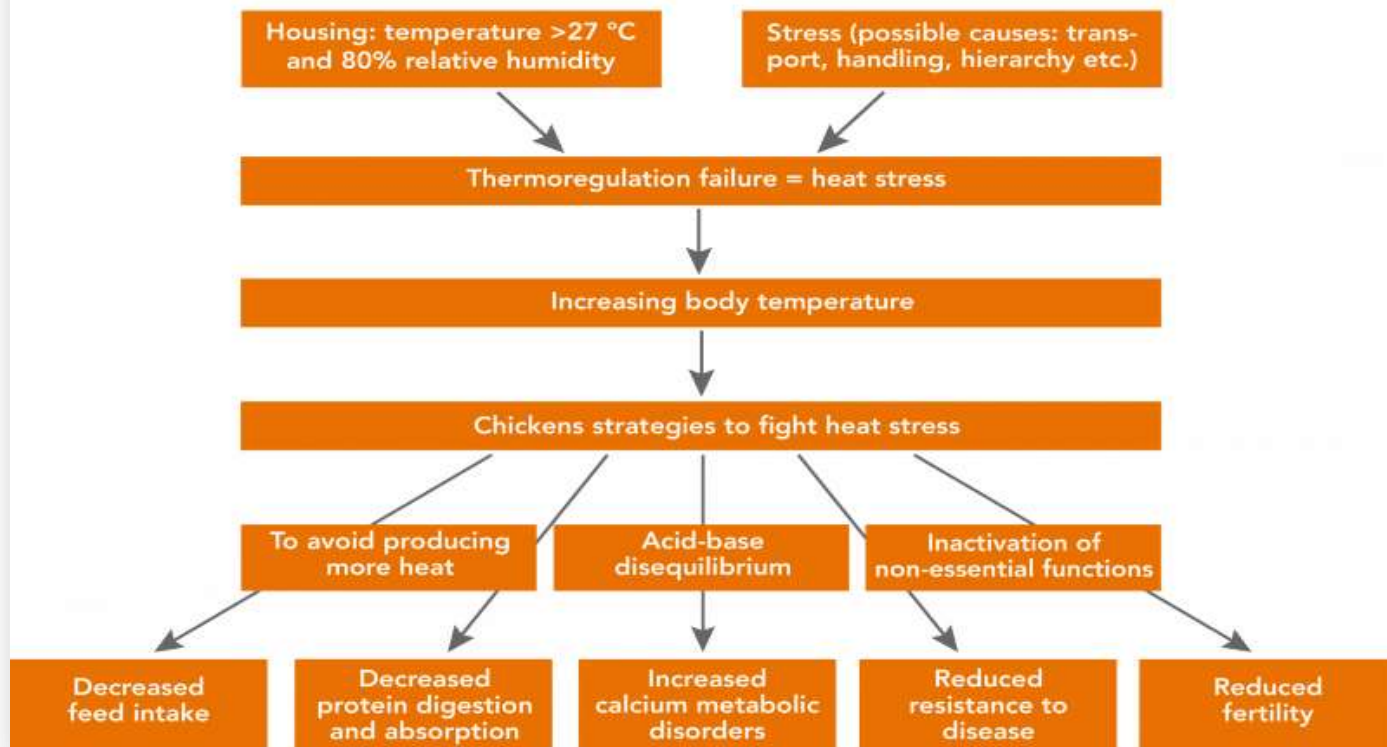 Housing: temperature >27 °C
and 80% relative humidity
Stress (possible causes: trans-
port, handling, hierarchy etc.)
Thermoregulation failure = heat stress
Increasing body temperature
Chickens strategies to fight heat stress
To avoid producing
more heat
Acid-base
disequilibrium
Inactivation of
non-essential functions
Decreased
feed intake
Decreased
protein digestion
and absorption
Increased
calcium metabolic
disorders
Reduced
resistance to
disease
Reduced
fertility